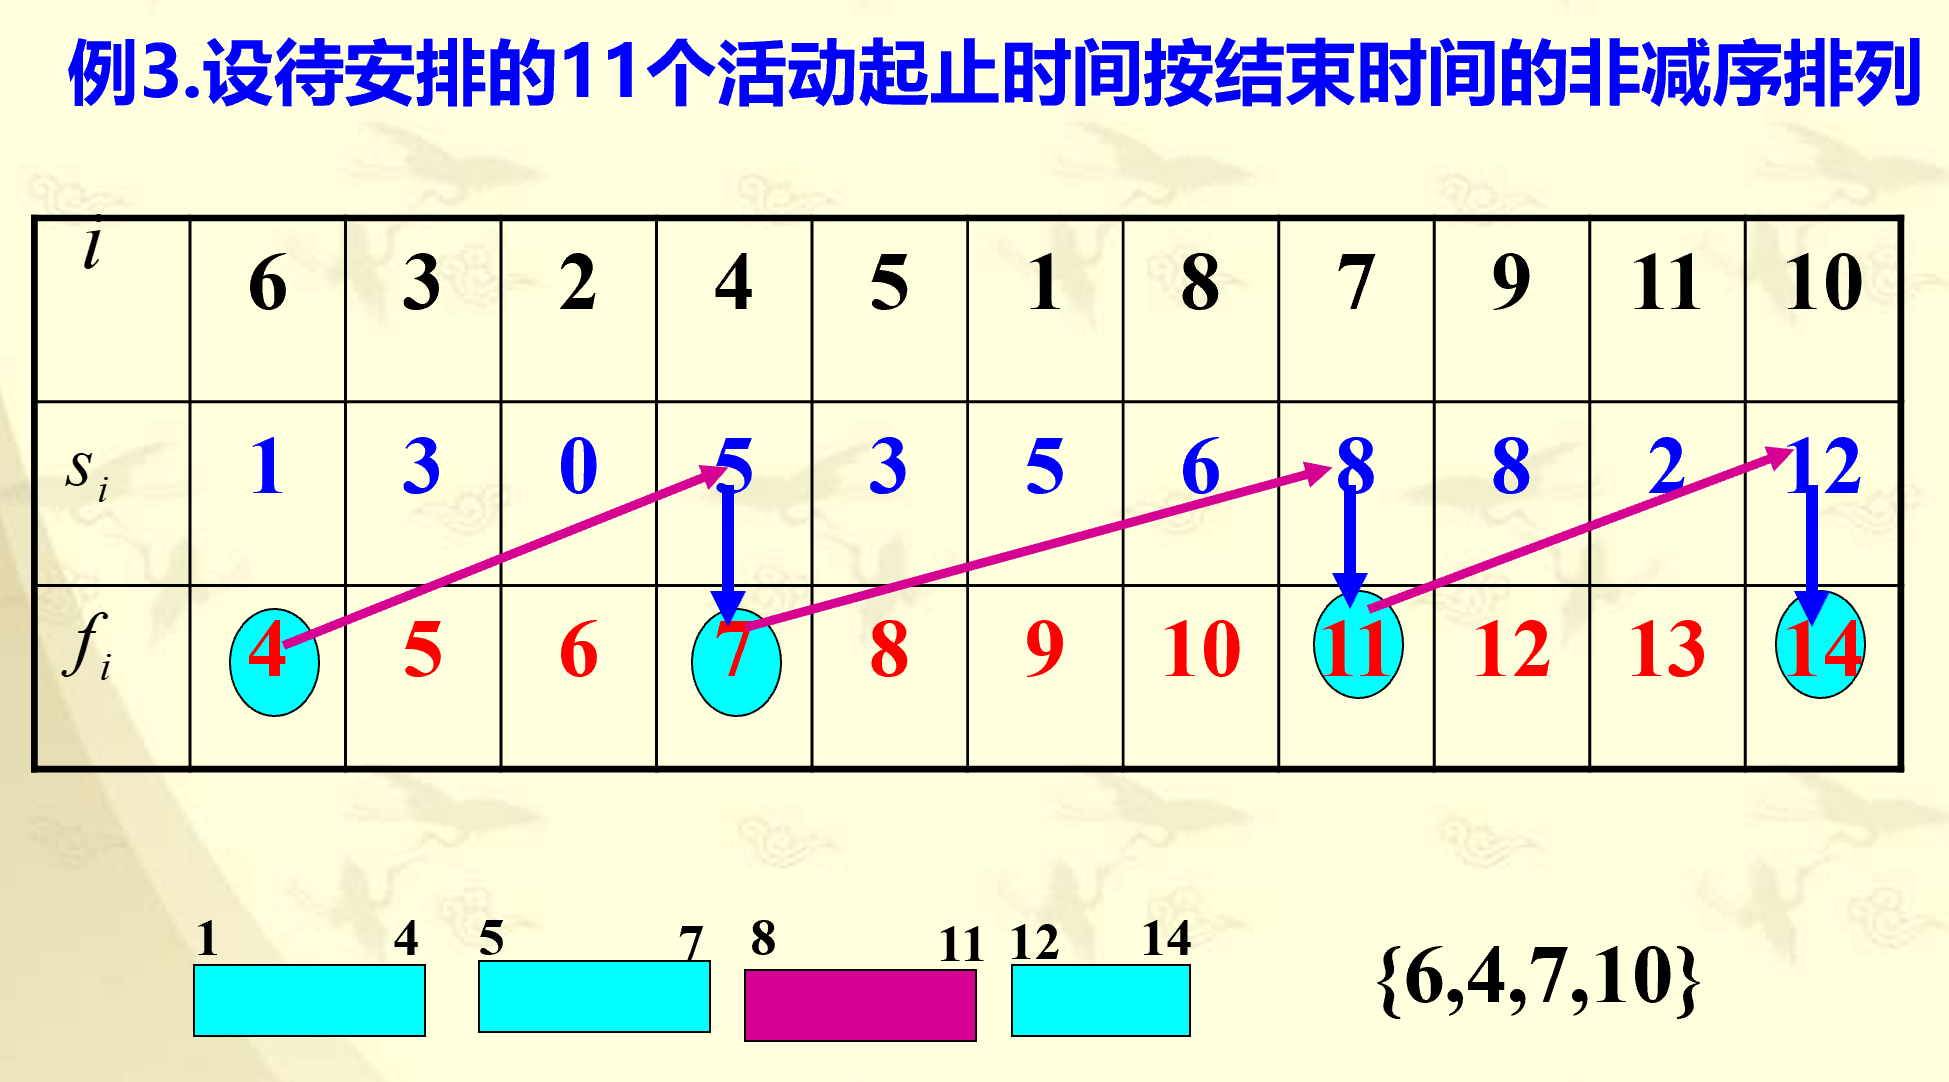 例3.设待安排的11个活动起止时间按结束时间的非减序排列
i 6 3 2 4 5 1 8 7 9 11 10
s i 1 3 0 5 3 5 6 8 8 2 12
f i 4 5 6 7 8 9 10 11 12 13 14
1 4 5 7 8 11 12 14
{6,4,7,10}